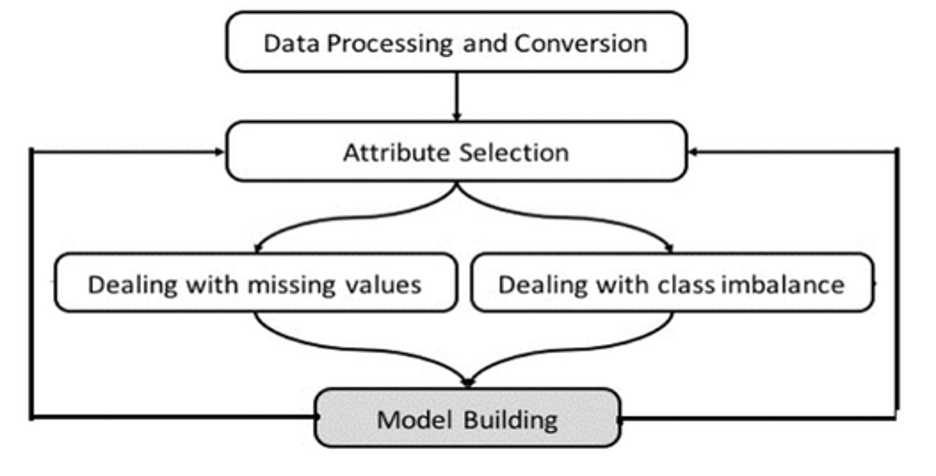 Data Processing and Conversion
Attribute Selection
Dealing with missing values
Dealing with class imbalance
Model Building